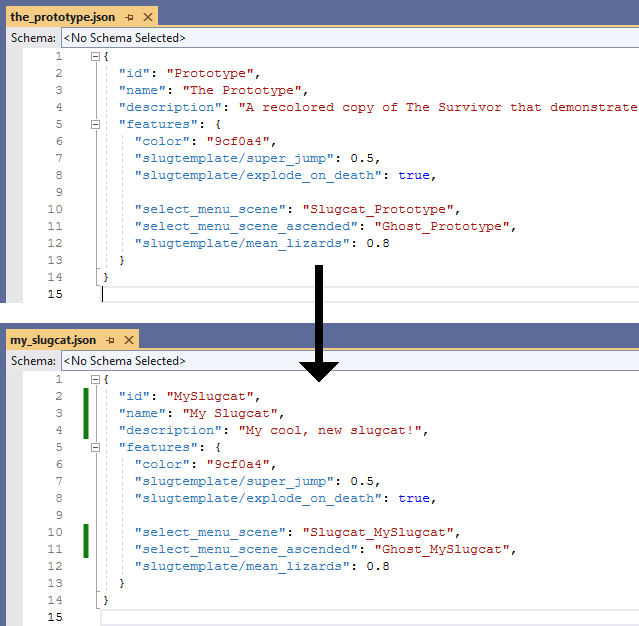 the_prototype.json
Schema: <No Schema Selected>
1 {
2 "id": "Prototype",
3 "name": "The Prototype",
4 "description": "A recolored copy of The Survivor that demonstrate
5 "features": {
6 "color": "9cf0a4",
7 "slugtemplate/super_jump": 0.5,
8 "slugtemplate/explode_on_death": true,
9
10 "select_menu_scene": "Slugcat_Prototype",
11 "select_menu_scene_ascended": "Ghost_Prototype",
12 "slugtemplate/mean_lizards": 0.8
13 }
14 }
15
my_slugcat.json
Schema: <No Schema Selected>
1 {
2 "id": "MySlugcat",
3 "name": "My Slugcat",
4 "description": "My cool, new slugcat!",
5 "features": {
6 "color": "9cf0a4",
7 "slugtemplate/super_jump": 0.5,
8 "slugtemplate/explode_on_death": true,
9
10 "select_menu_scene": "Slugcat_MySlugcat",
11 "select_menu_scene_ascended": "Ghost_MySlugcat",
12 "slugtemplate/mean_lizards": 0.8
13 }
14 }
15